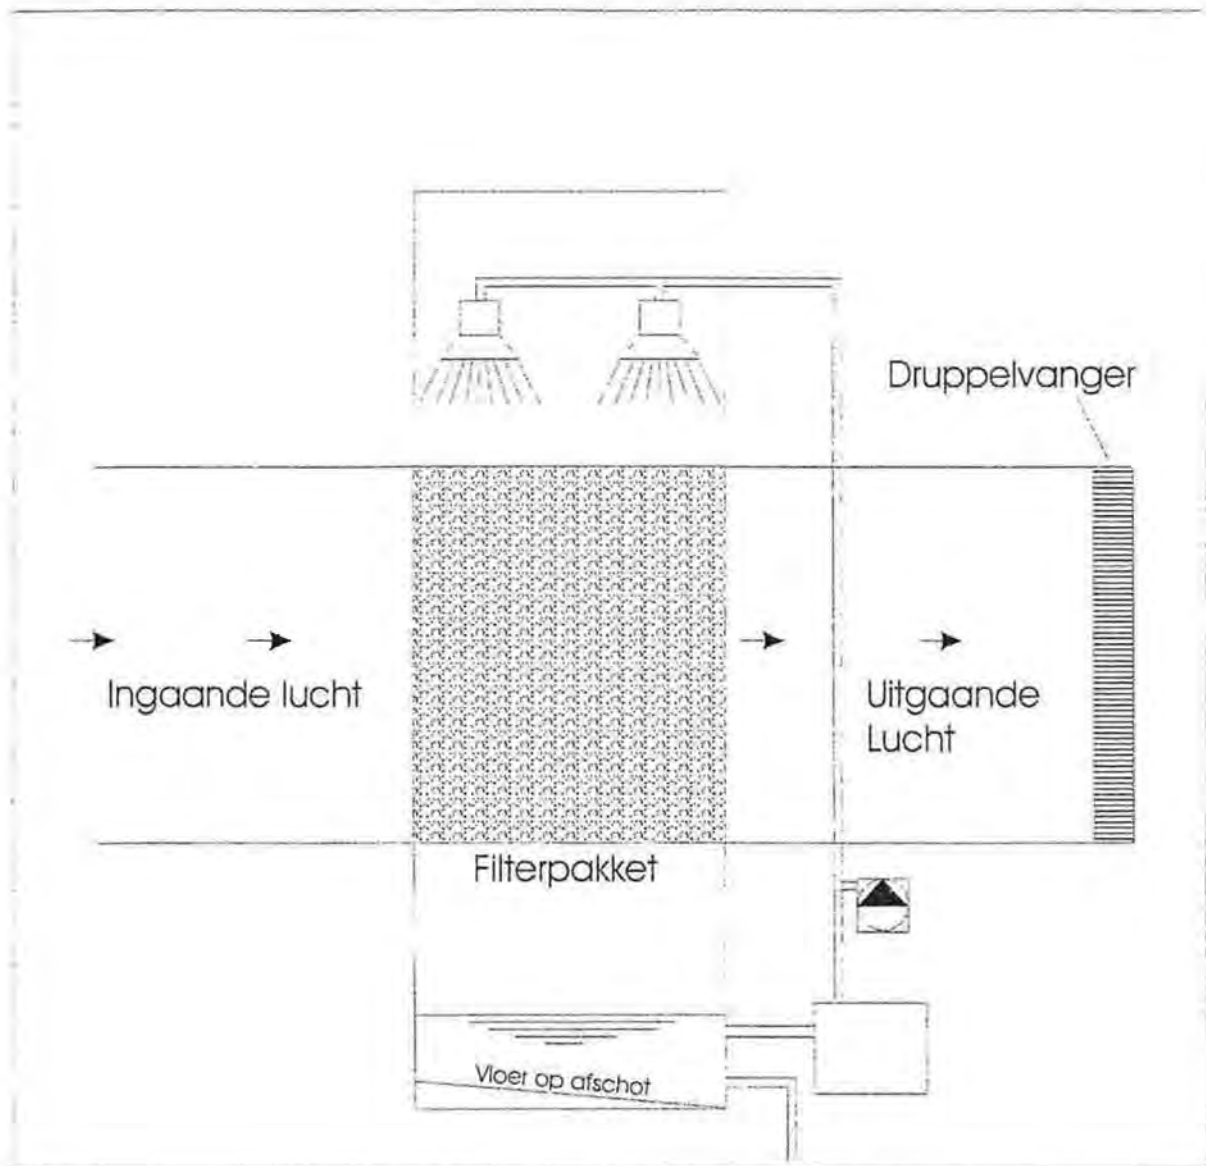 Druppelvanger
Ingaande lucht
Uitgaande
Lucht
Filterpakket
Vloer op afschot